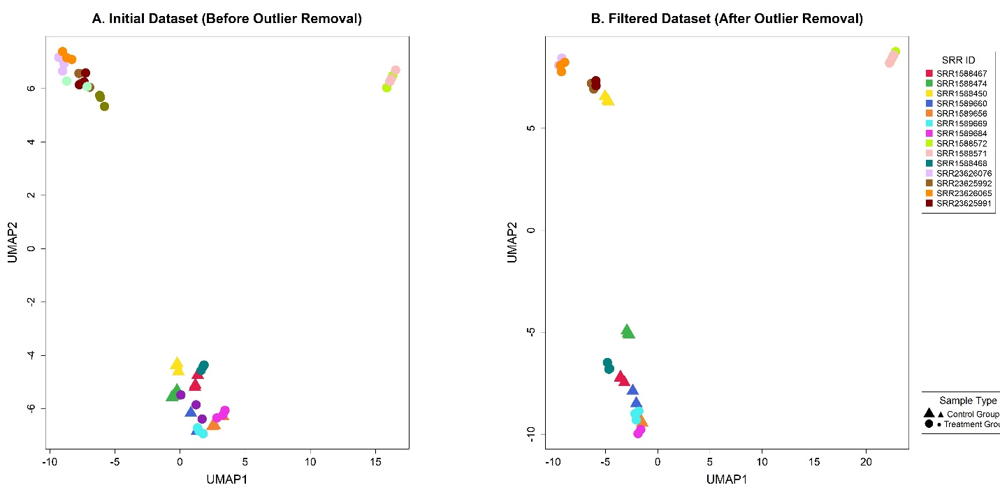 A. Initial Dataset (Before Outlier Removal)
B. Filtered Dataset (After Outlier Removal)
UMAP2
6
4
2
0
-2
-4
-6
-10
-5
0
5
10
15
UMAP1
UMAP2
5
0
-5
-10
-10
-5
0
5
10
15
20
UMAP1
SRR ID
SRR1588467
SRR1588474
SRR1588450
SRR1589660
SRR1589656
SRR1589669
SRR1589684
SRR1588572
SRR1588571
SRR1588468
SRR23626076
SRR23625992
SRR23626065
SRR23625991
Sample Type
Control Group
Treatment Grou